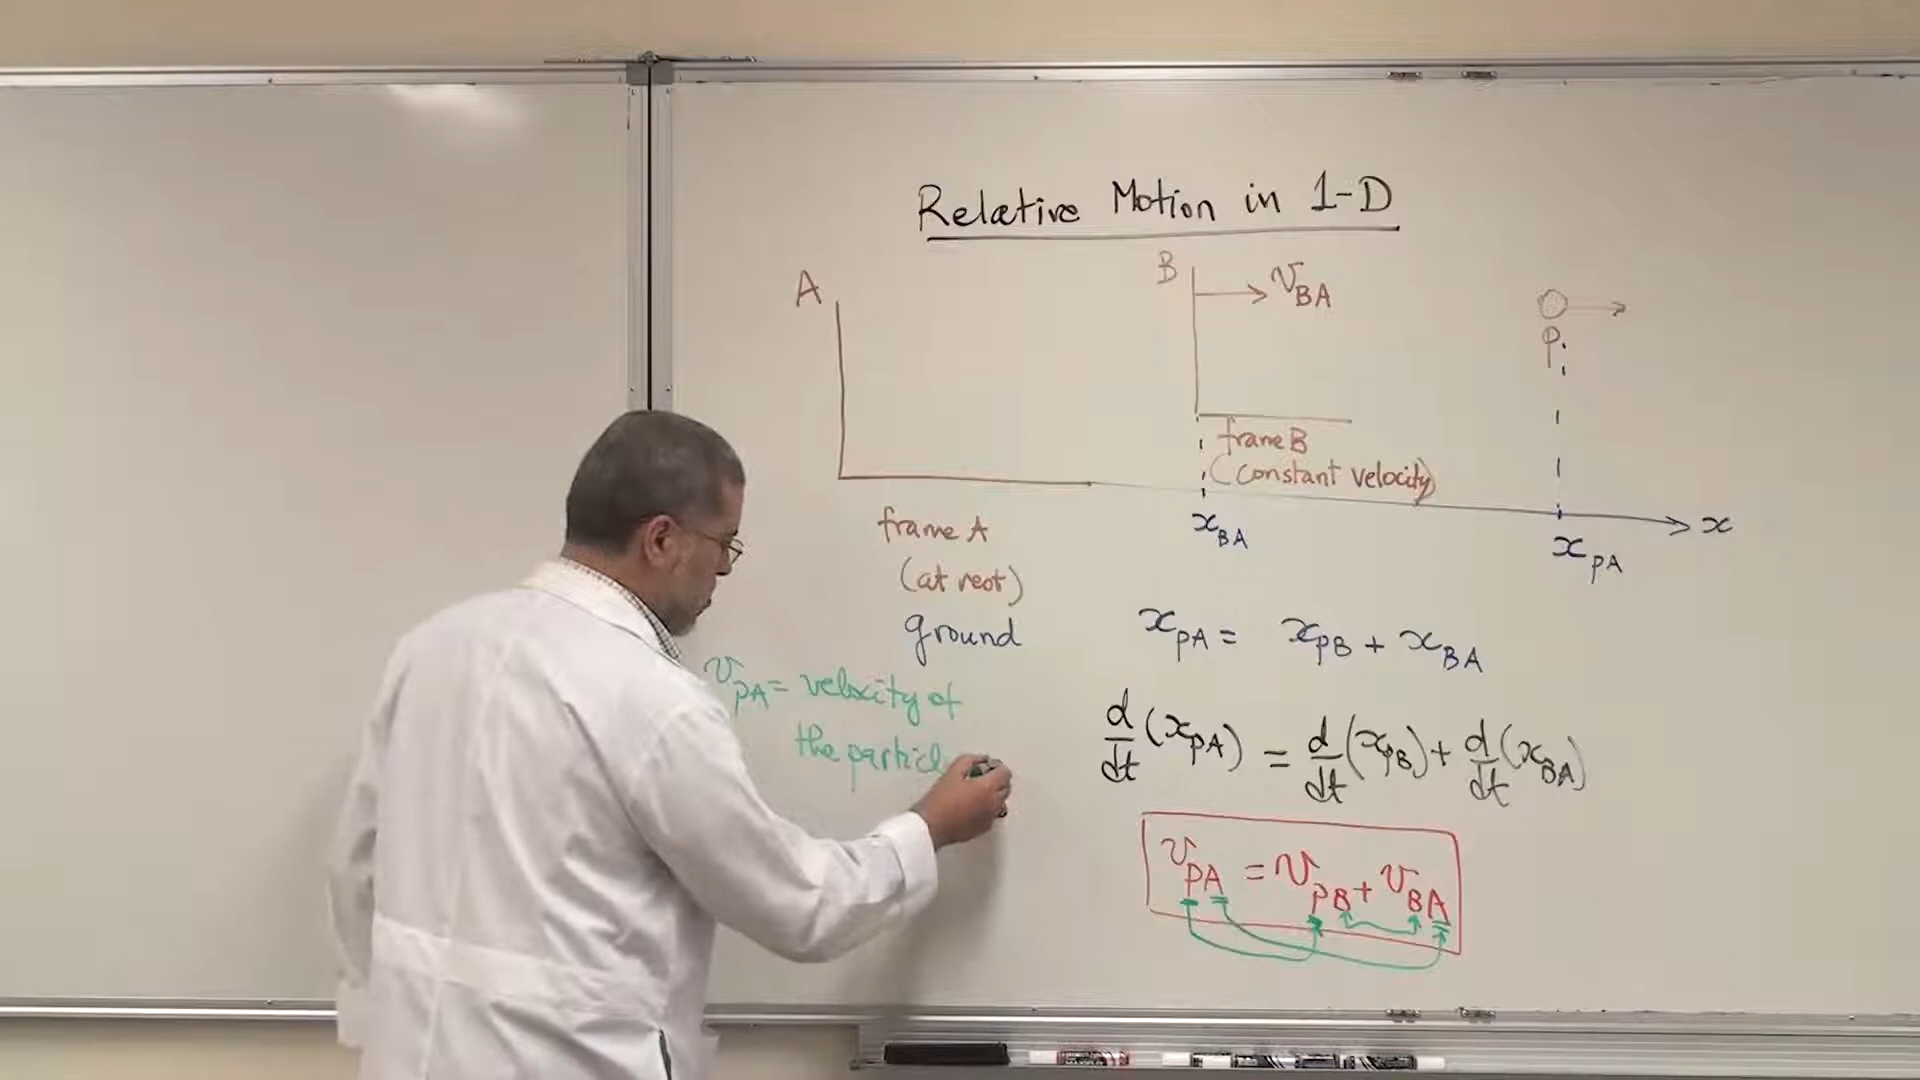 Relative Motion in 1-D
A
B
v_BA
P
frame B
(constant velocity)
x_BA
x
x_PA
frame A
(at rest)
ground
x_PA = x_PB + x_BA
v_PA = velocity of
the particl
d/dt (x_PA) = d/dt (x_PB) + d/dt (x_BA)
v_PA = v_PB + v_BA